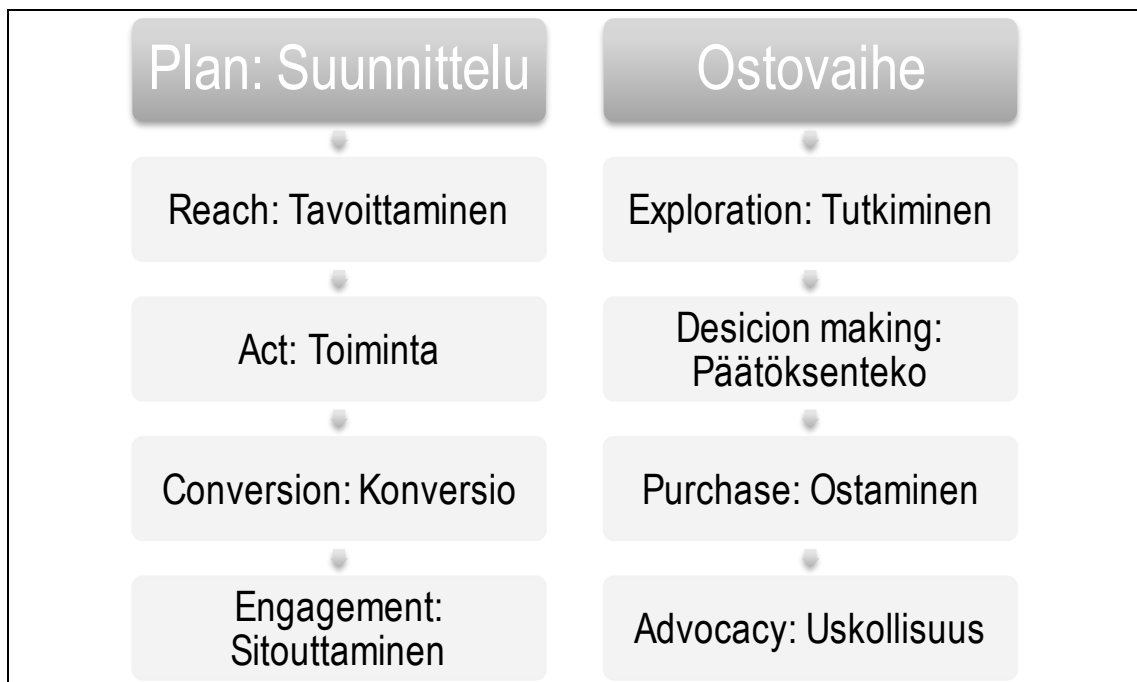 Plan: Suunnittelu
Reach: Tavoittaminen
Act: Toiminta
Conversion: Konversio
Engagement:
Sitouttaminen
Ostovaihe
Exploration: Tutkiminen
Desicion making:
Päätöksenteko
Purchase: Ostaminen
Advocacy: Uskollisuus